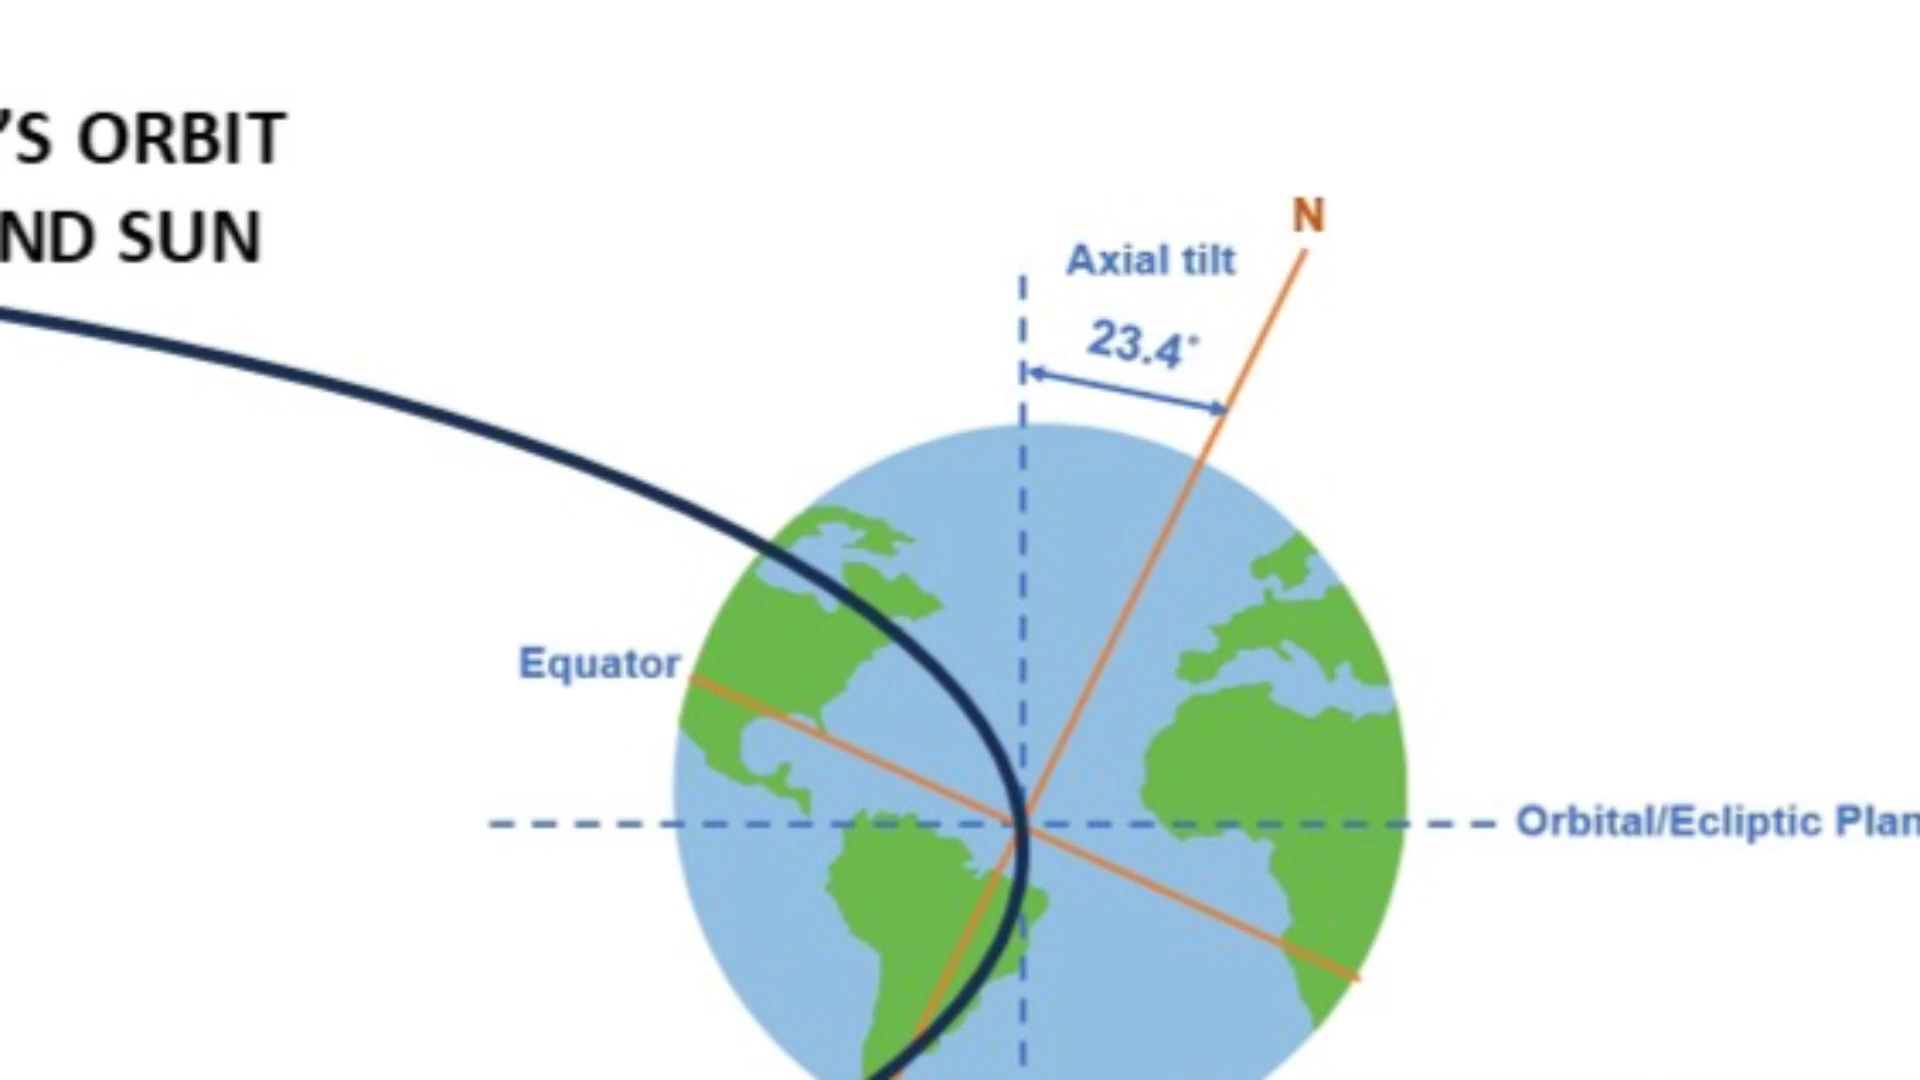 'S ORBIT
ND SUN
N
Axial tilt
23.4°
Equator
Orbital/Ecliptic Plan